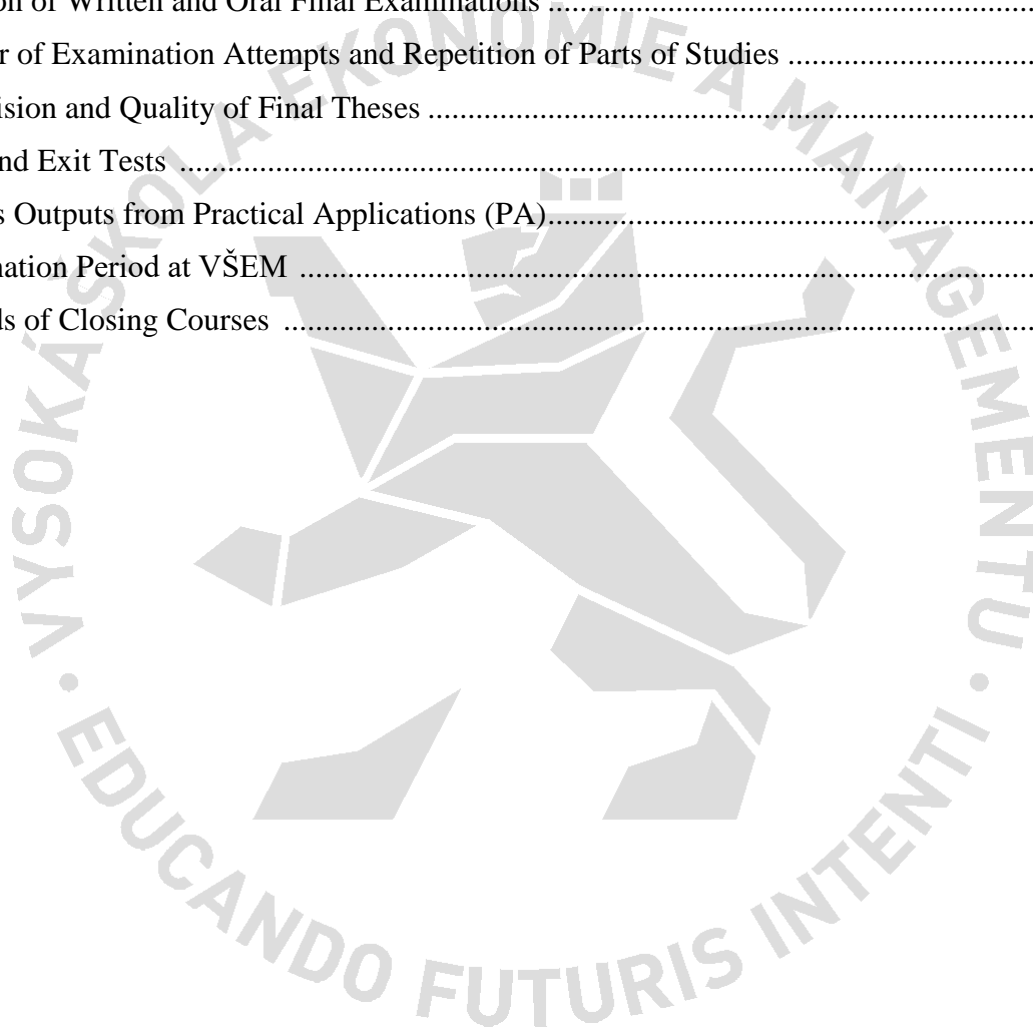 on of Written and Oral Final Examinations ................................................................
r of Examination Attempts and Repetition of Parts of Studies ...............................
ision and Quality of Final Theses ...............................................................................
nd Exit Tests ..............................................................................................................
s Outputs from Practical Applications (PA)................................................................
nation Period at VŠEM ..............................................................................................
ds of Closing Courses ................................................................................................
VYSOKÁ ŠKOLA EKONOMIE A MANAGEMENTU
• EDUCANDO FUTURIS INTENTI •